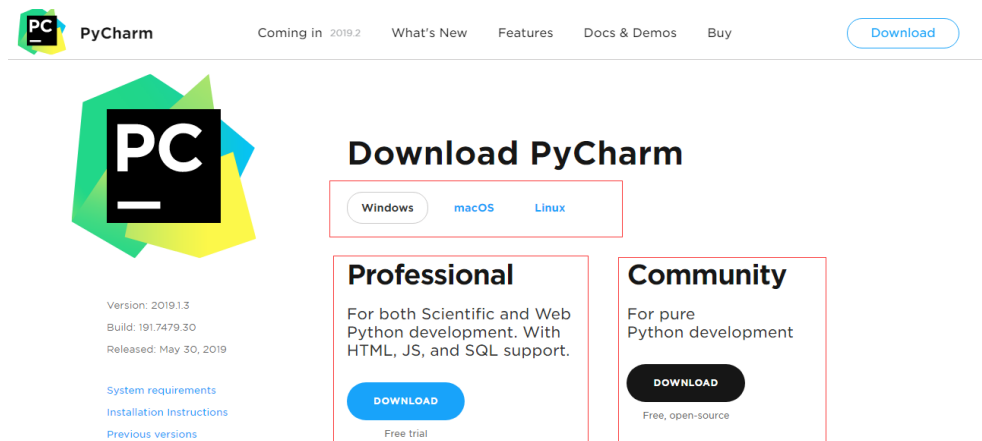 PC
PyCharm
Coming in 2019.2
What's New
Features
Docs & Demos
Buy
Download
PC
Download PyCharm
Windows
macOS
Linux
Version: 2019.1.3
Build: 191.7479.30
Released: May 30, 2019
System requirements
Installation Instructions
Previous versions
Professional
For both Scientific and Web
Python development. With
HTML, JS, and SQL support.
DOWNLOAD
Free trial
Community
For pure
Python development
DOWNLOAD
Free, open-source